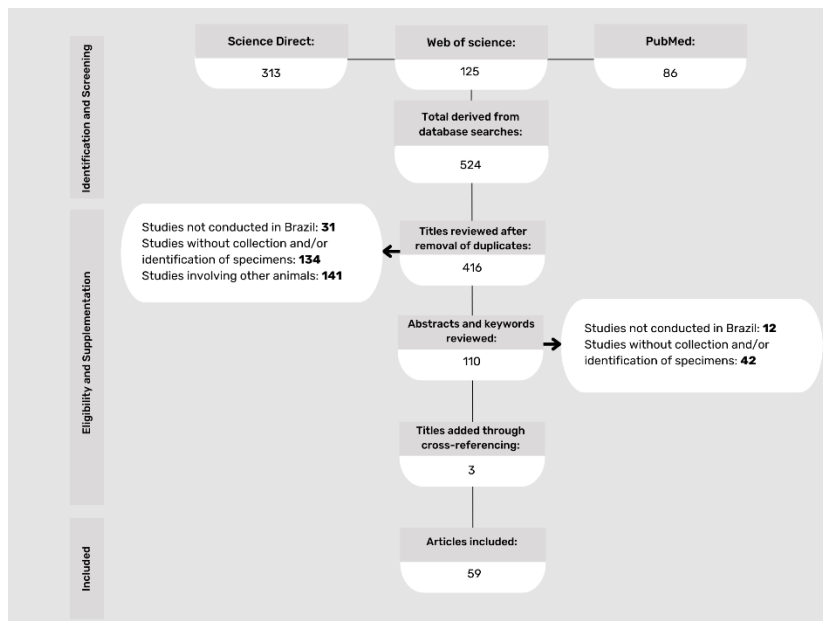 Identification and Screening
Science Direct:
313
Web of science:
125
PubMed:
86
Total derived from
database searches:
524
Eligibility and Supplementation
Studies not conducted in Brazil: 31
Studies without collection and/or
identification of specimens: 134
Studies involving other animals: 141
Titles reviewed after
removal of duplicates:
416
Abstracts and keywords
reviewed:
110
Studies not conducted in Brazil: 12
Studies without collection and/or
identification of specimens: 42
Titles added through
cross-referencing:
3
Included
Articles included:
59